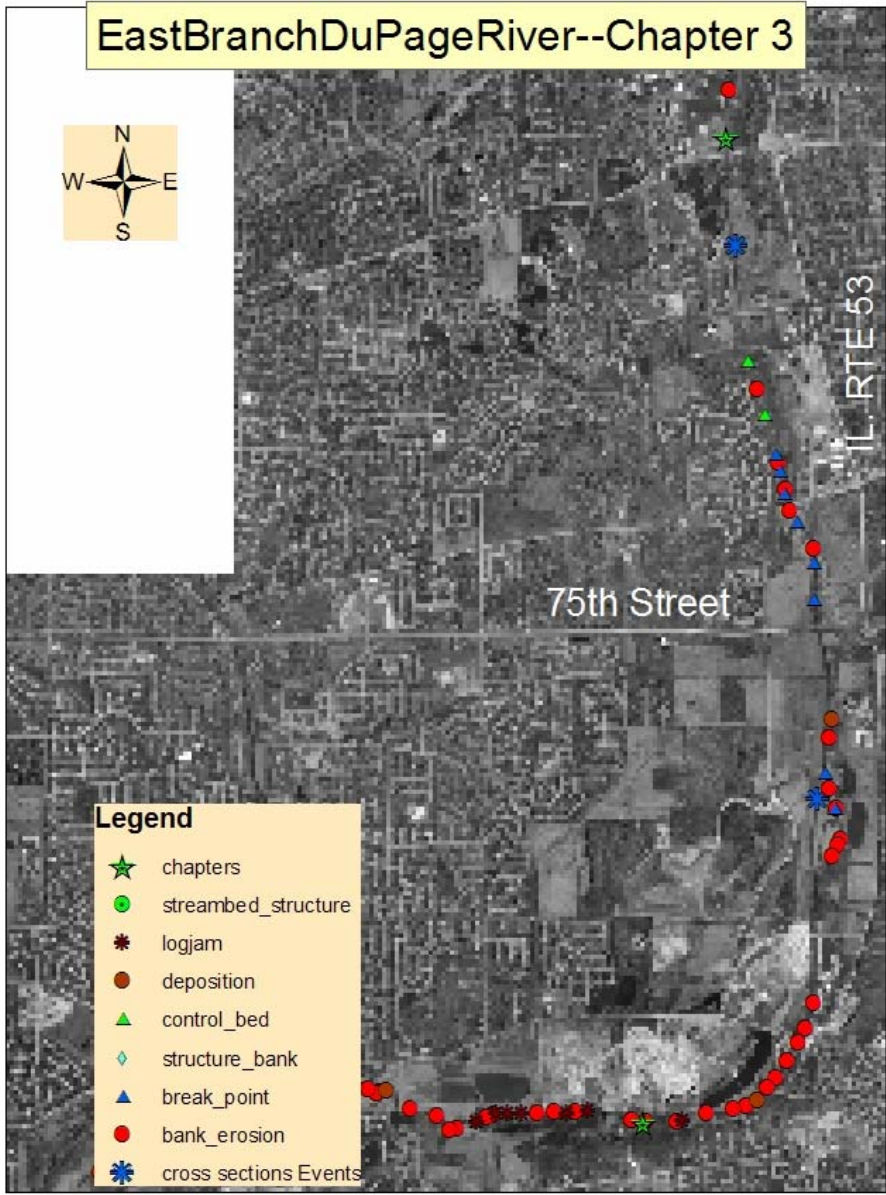 EastBranchDuPageRiver--Chapter 3
N
W E
S
IL. RTE 53
75th Street
Legend
chapters
streambed_structure
logjam
deposition
control_bed
structure_bank
break_point
bank_erosion
cross sections Events